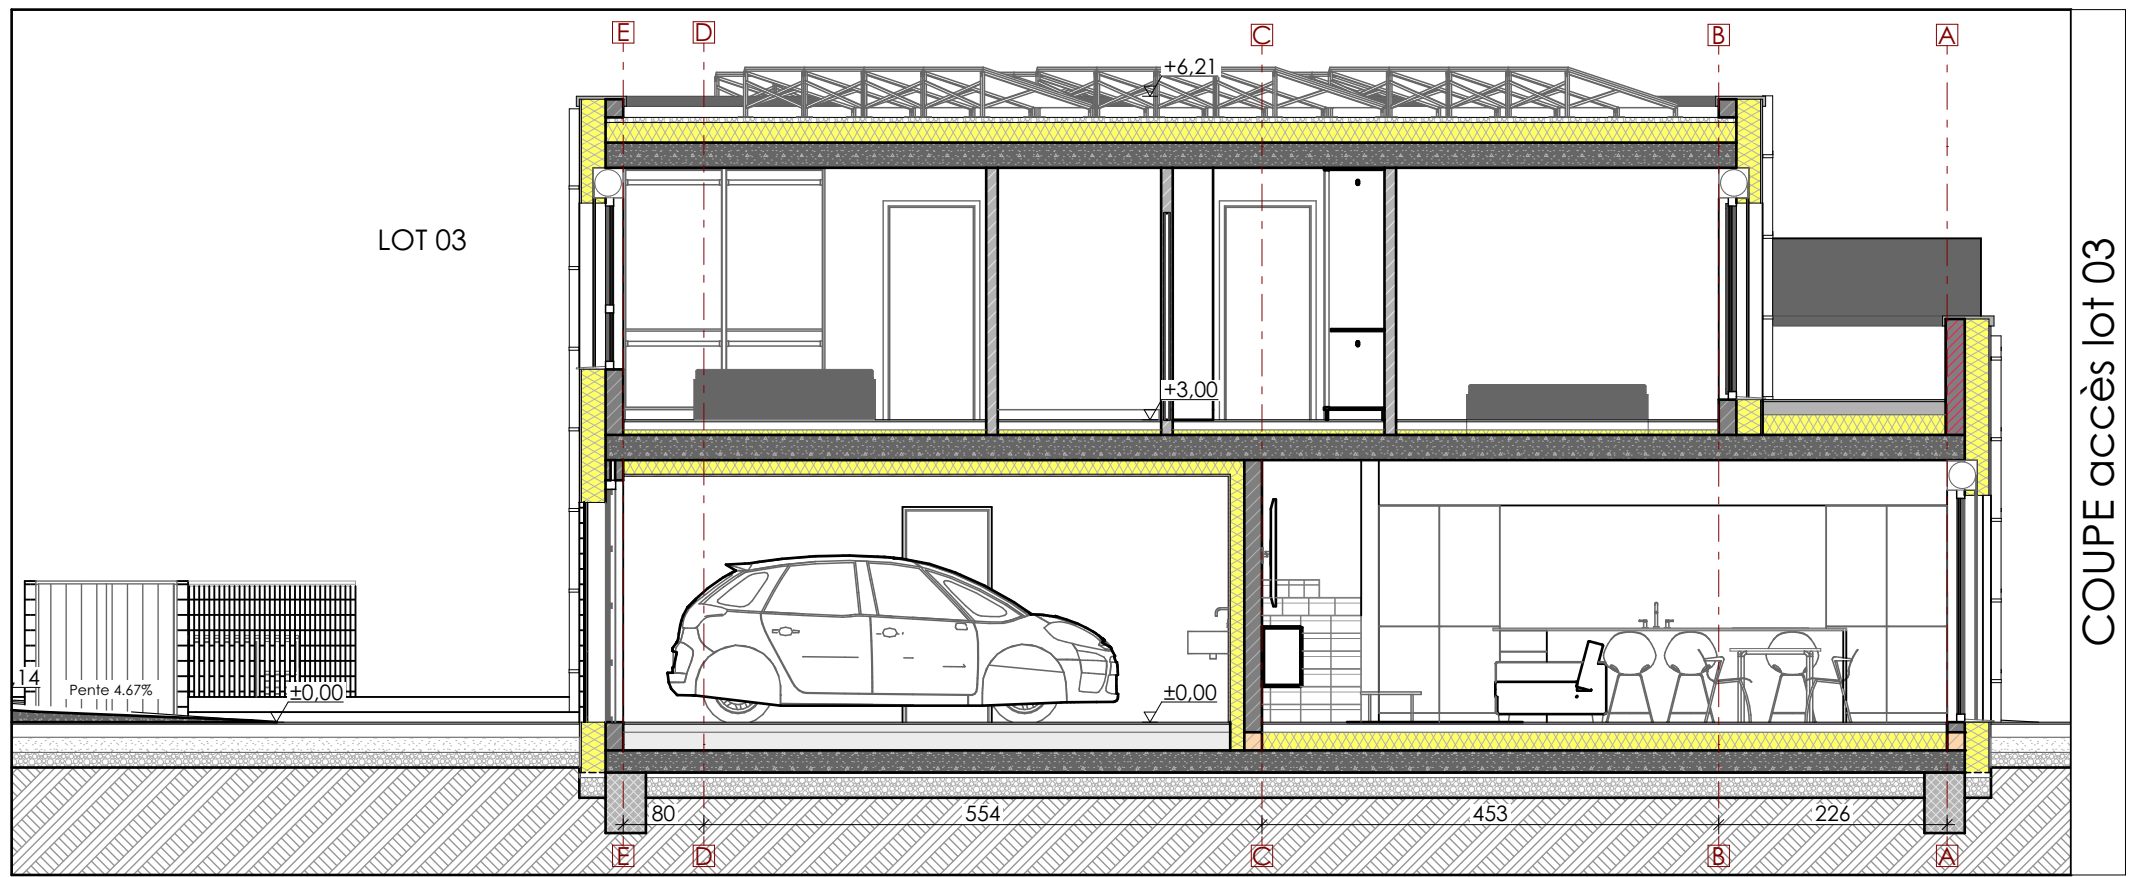 E D C B A
+6,21
LOT 03
+3,00
,14
Pente 4.67%
±0,00
±0,00
80 554 453 226
E D C B A
COUPE accès lot 03